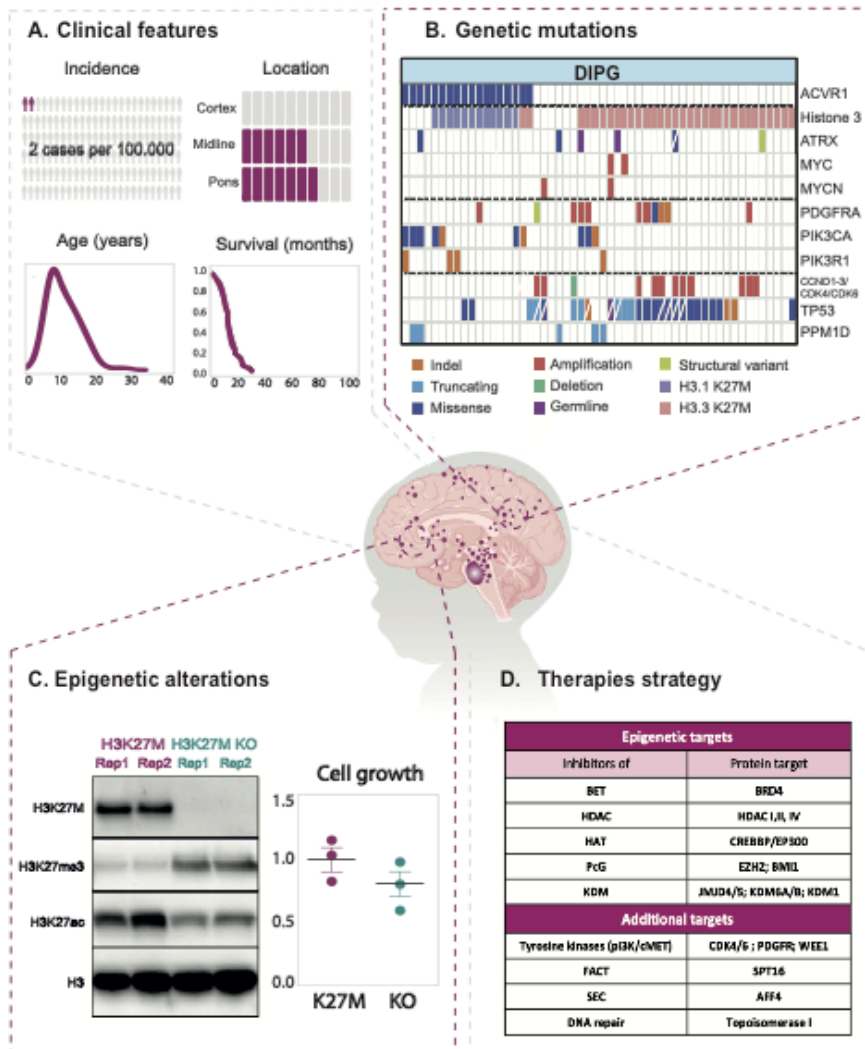 A. Clinical features
Incidence
2 cases per 100.000
Location
Cortex
Midline
Pons
Age (years)
0 10 20 30 40
Survival (months)
1.0
0.8
0.6
0.4
0.2
0.0
0 20 40 60 80 100
B. Genetic mutations
DIPG
ACVR1
Histone 3
ATRX
MYC
MYCN
PDGFRA
PIK3CA
PIK3R1
CCND1-3/
CDK4/CDK6
TP53
PPM1D
Indel
Truncating
Missense
Amplification
Deletion
Germline
Structural variant
H3.1 K27M
H3.3 K27M
C. Epigenetic alterations
H3K27M H3K27M KO
Rep1 Rep2 Rep1 Rep2
H3K27M
H3K27me3
H3K27ac
H3
Cell growth
1.5
1.0
0.5
0.0
K27M KO
D. Therapies strategy
Epigenetic targets
Inhibitors of Protein target
BET BRD4
HDAC HDAC I,II, IV
HAT CREBBP/EP300
PcG EZH2; BMI1
KDM JMJD4/5; KDM6A/B; KDM1
Additional targets
Tyrosine kinases (pI3K/cMET) CDK4/6 ; PDGFR; WEE1
FACT SPT16
SEC AFF4
DNA repair Topoisomerase I